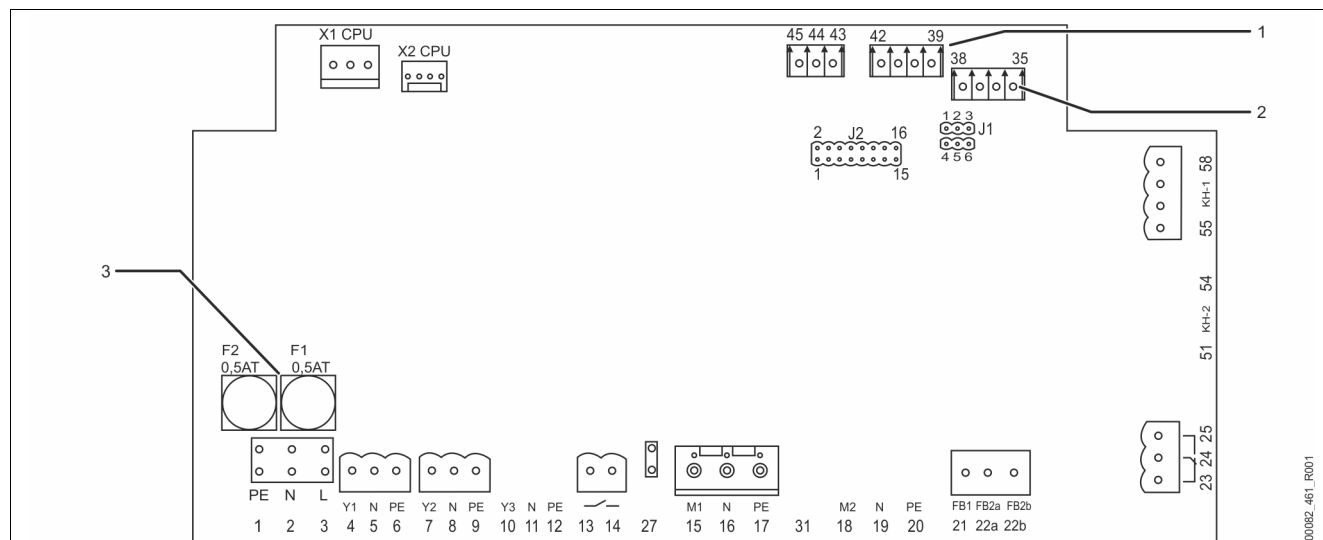 X1 CPU
X2 CPU
45 44 43
42 39
38 35
1
2
1 2 3
J1
4 5 6
2 J2 16
1 15
58
KH-1
55
54
KH-2
51
3
F2
0,5AT
F1
0,5AT
25
24
23
PE N L
Y1 N PE Y2 N PE Y3 N PE M1 N PE M2 N PE FB1 FB2a FB2b
1 2 3 4 5 6 7 8 9 10 11 12 13 14 27 15 16 17 31 18 19 20 21 22a 22b
00082_461_R001